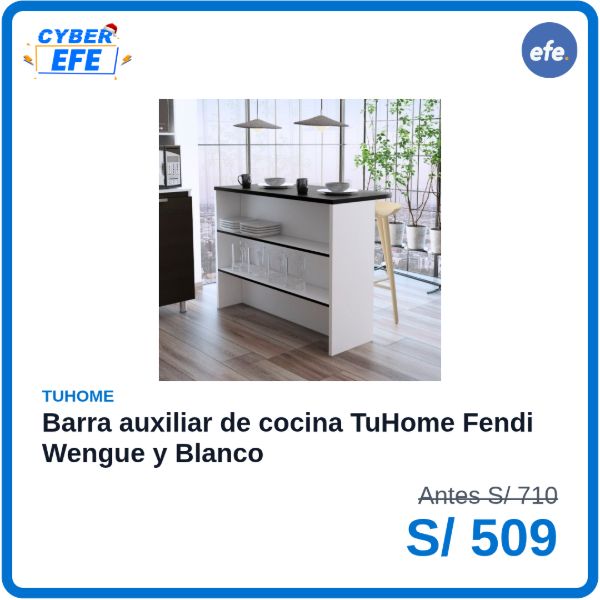 CYBER
EFE
efe.
TUHOME
Barra auxiliar de cocina TuHome Fendi
Wengue y Blanco
Antes S/ 710
S/ 509